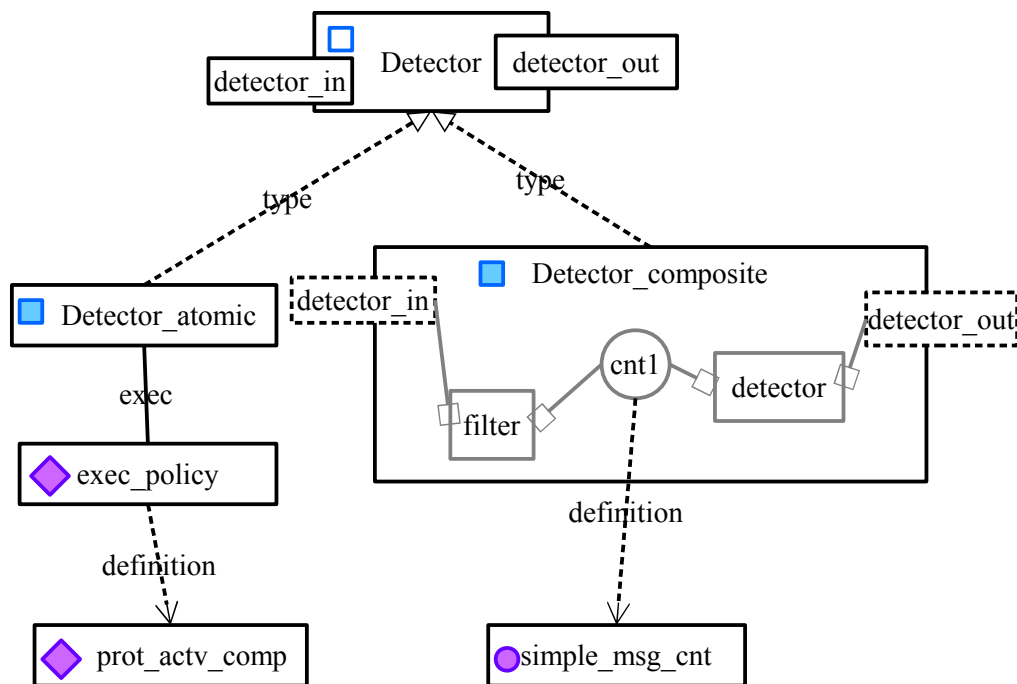 Detector
detector_in
detector_out
type
type
Detector_atomic
detector_in
Detector_composite
detector_out
cnt1
filter
detector
exec
exec_policy
definition
definition
prot_actv_comp
simple_msg_cnt